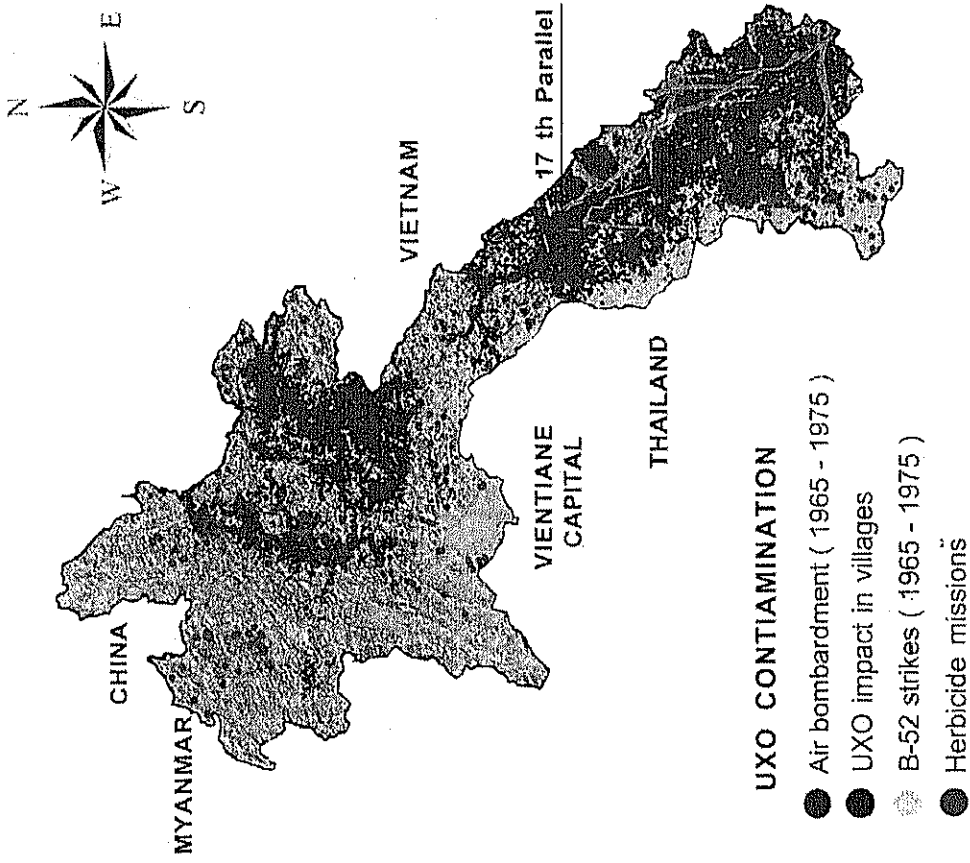 N
W
E
S
CHINA
MYANMAR
VIETNAM
17 th Parallel
VIENTIANE
CAPITAL
THAILAND
UXO CONTIAMINATION
Air bombardment ( 1965 - 1975 )
UXO impact in villages
B-52 strikes ( 1965 - 1975 )
Herbicide missions